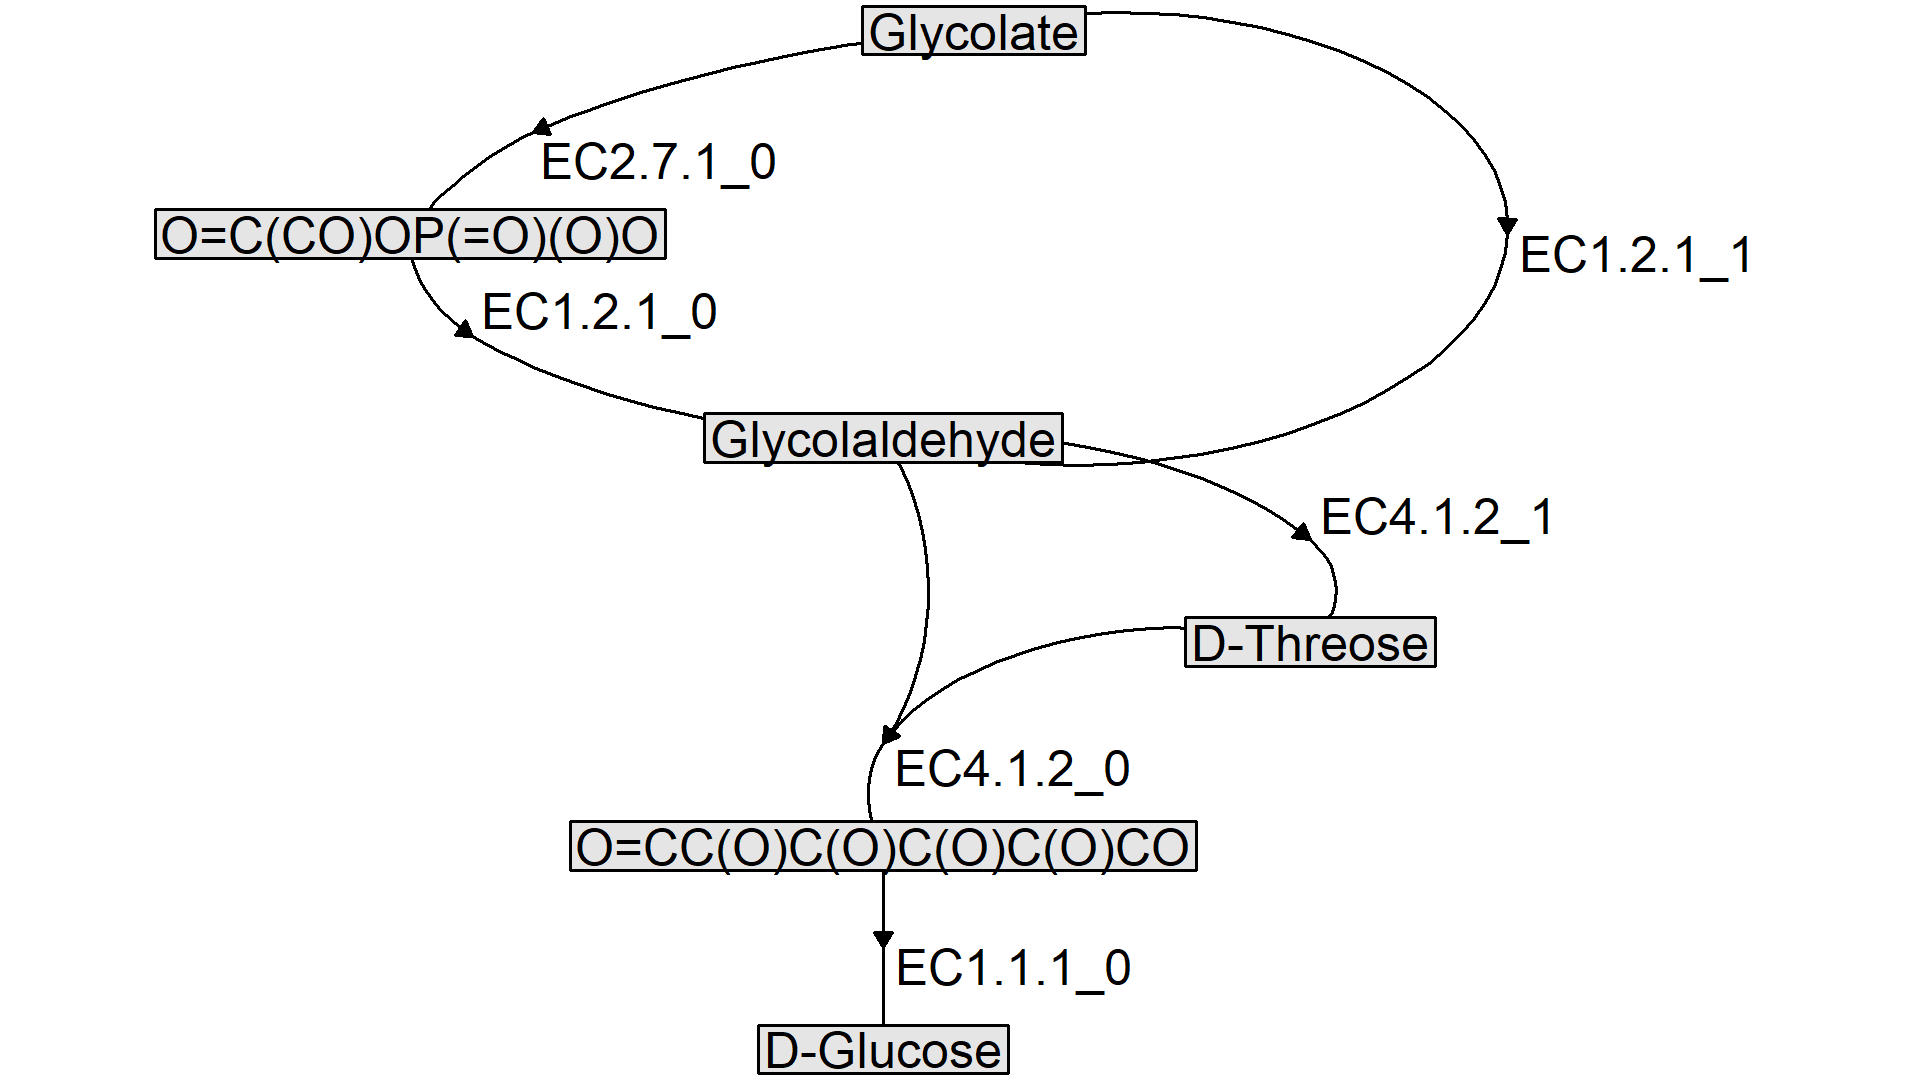 Glycolate
EC2.7.1_0
O=C(CO)OP(=O)(O)O
EC1.2.1_1
EC1.2.1_0
Glycolaldehyde
EC4.1.2_1
D-Threose
EC4.1.2_0
O=CC(O)C(O)C(O)C(O)CO
EC1.1.1_0
D-Glucose